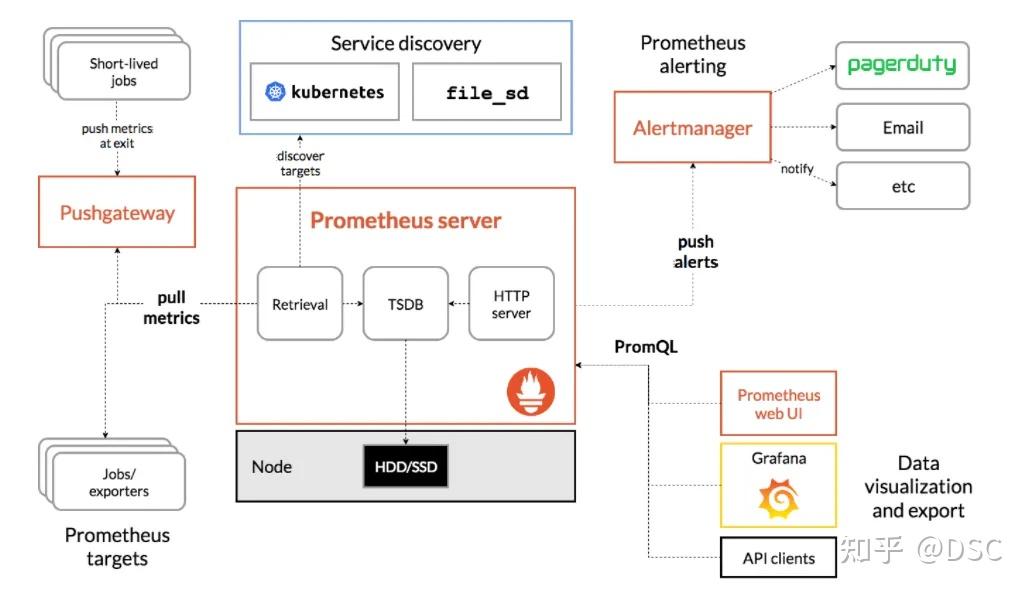 Short-lived
jobs
push metrics
at exit
Pushgateway
Service discovery
kubernetes
file_sd
discover
targets
Prometheus
alerting
Alertmanager
pagerduty
Email
notify
etc
Prometheus server
Retrieval
TSDB
HTTP
server
pull
metrics
push
alerts
PromQL
Node
HDD/SSD
Jobs/
exporters
Prometheus
targets
Prometheus
web UI
Grafana
API clients
Data
visualization
and export
知乎 @DSC